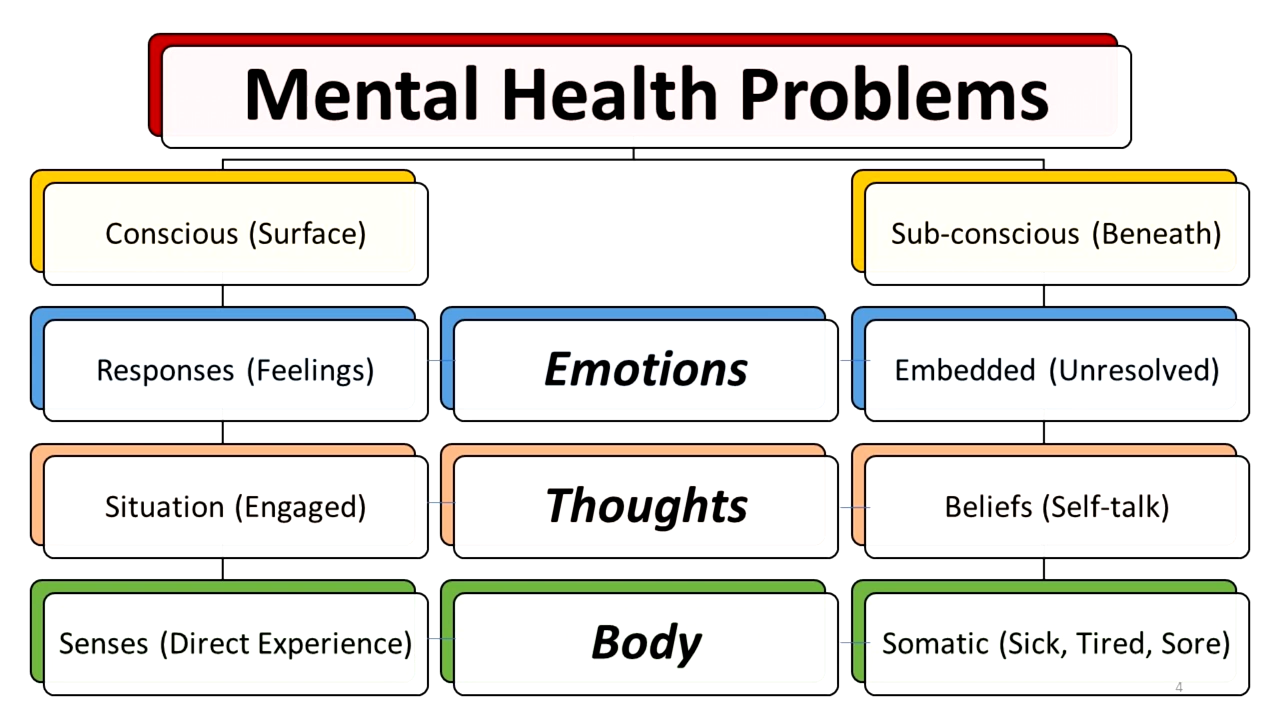 Mental Health Problems
Conscious (Surface)
Sub-conscious (Beneath)
Responses (Feelings)
Emotions
Embedded (Unresolved)
Situation (Engaged)
Thoughts
Beliefs (Self-talk)
Senses (Direct Experience)
Body
Somatic (Sick, Tired, Sore)
4